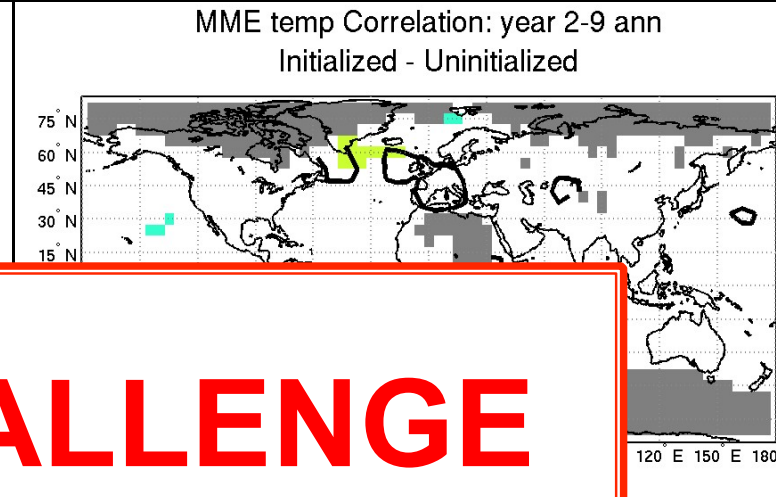 MME temp Correlation: year 2-9 ann
Initialized - Uninitialized
75° N
60° N
45° N
30° N
15° N
ALLENGE
120° E 150° E 180